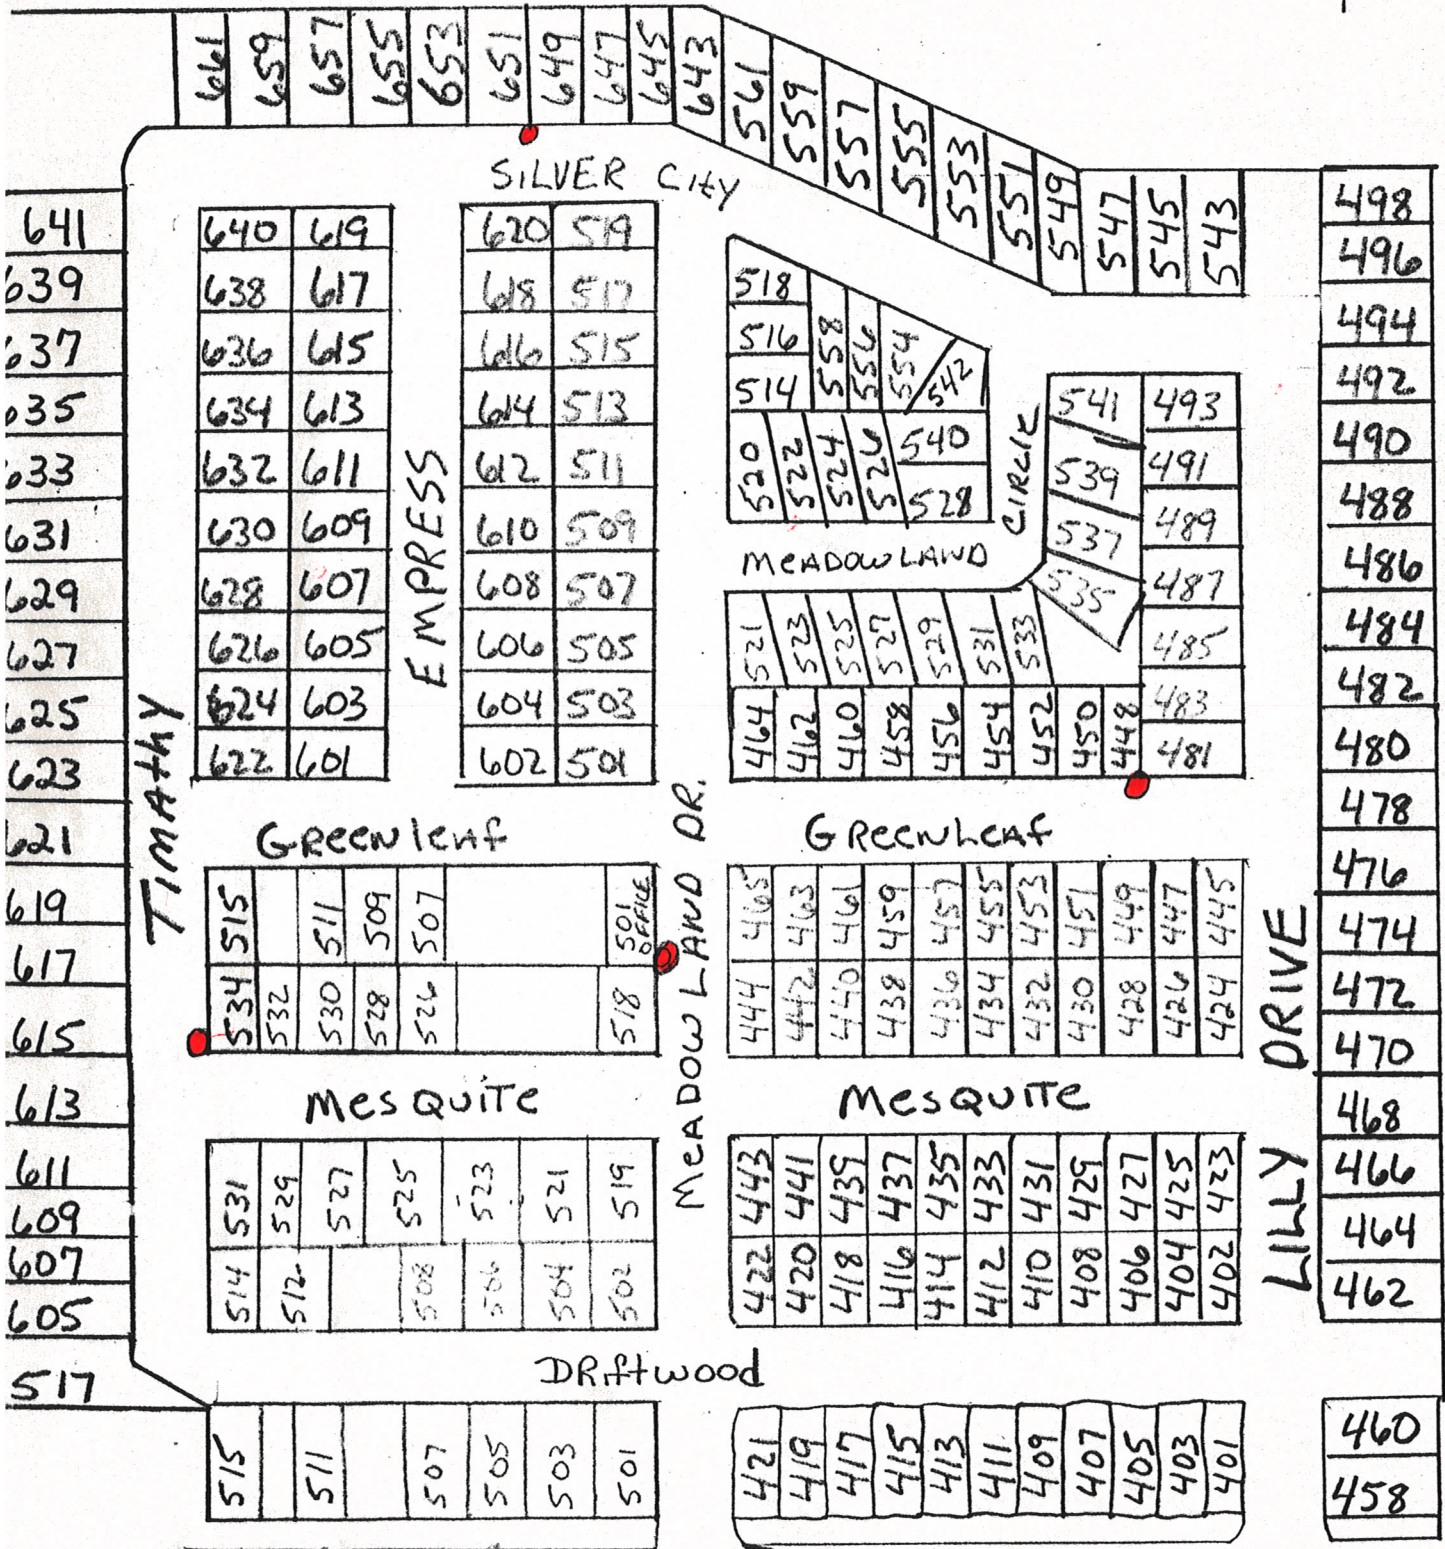 661 659 657 655 653 651 649 647 645 643 561 559 557 555 553 551 549 547 545 543
SILVER City
641 639 637 635 633 631 629 627 625 623 621 619 617 615 613 611 609 607 605 517
Timathy
640 619
638 617
636 615
634 613
632 611
630 609
628 607
626 605
624 603
622 601
EMPRESS
620 519
618 517
616 515
614 513
612 511
610 509
608 507
606 505
604 503
602 501
518
516
514
558 556 554 542
520 522 524 526
540
528
MeADOWLAND
CIRCLE
541
539
537
535
493
491
489
487
485
483
481
521 523 525 527 529 531 533
464 462 460 458 456 454 452 450 448
498
496
494
492
490
488
486
484
482
480
478
476
474
472
470
468
466
464
462
460
458
LILLY DRIVE
MeADOW LAND DR.
GReenleaf
515 511 509 507 501 OFFICE
534 532 530 528 526 518
GReenLeaf
465 463 461 459 457 455 453 451 449 447 445
444 442 440 438 436 434 432 430 428 426 424
MesQuiTe
531 529 527 525 523 521 519
514 512 508 506 504 502
MesQuiTe
443 441 439 437 435 433 431 429 427 425 423
422 420 418 416 414 412 410 408 406 404 402
DRiftwood
515 511 507 505 503 501
421 419 417 415 413 411 409 407 405 403 401